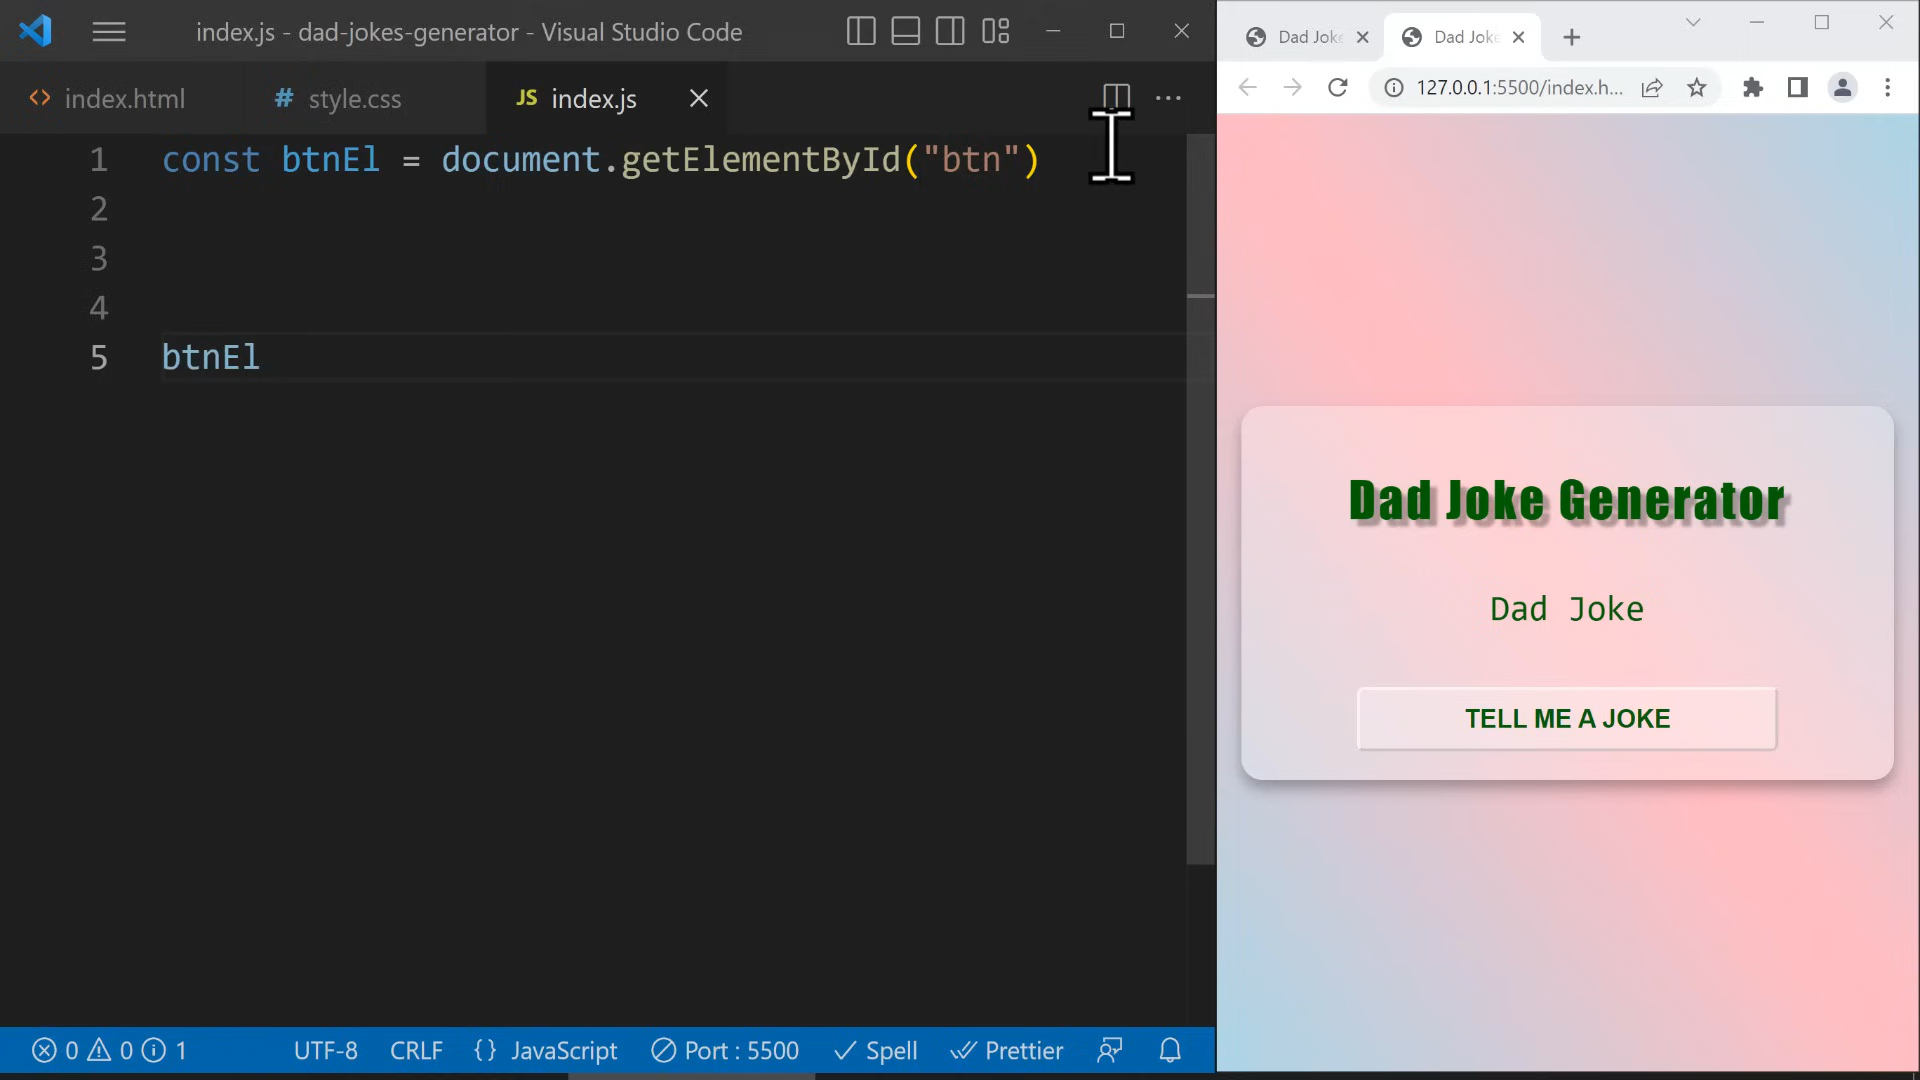 index.js - dad-jokes-generator - Visual Studio Code
index.html
# style.css
JS index.js
1 const btnEl = document.getElementById("btn")
2
3
4
5 btnEl
0 0 1 UTF-8 CRLF {} JavaScript Port : 5500 Spell Prettier
Dad Joke
Dad Joke
127.0.0.1:5500/index.h...
Dad Joke Generator
Dad Joke
TELL ME A JOKE